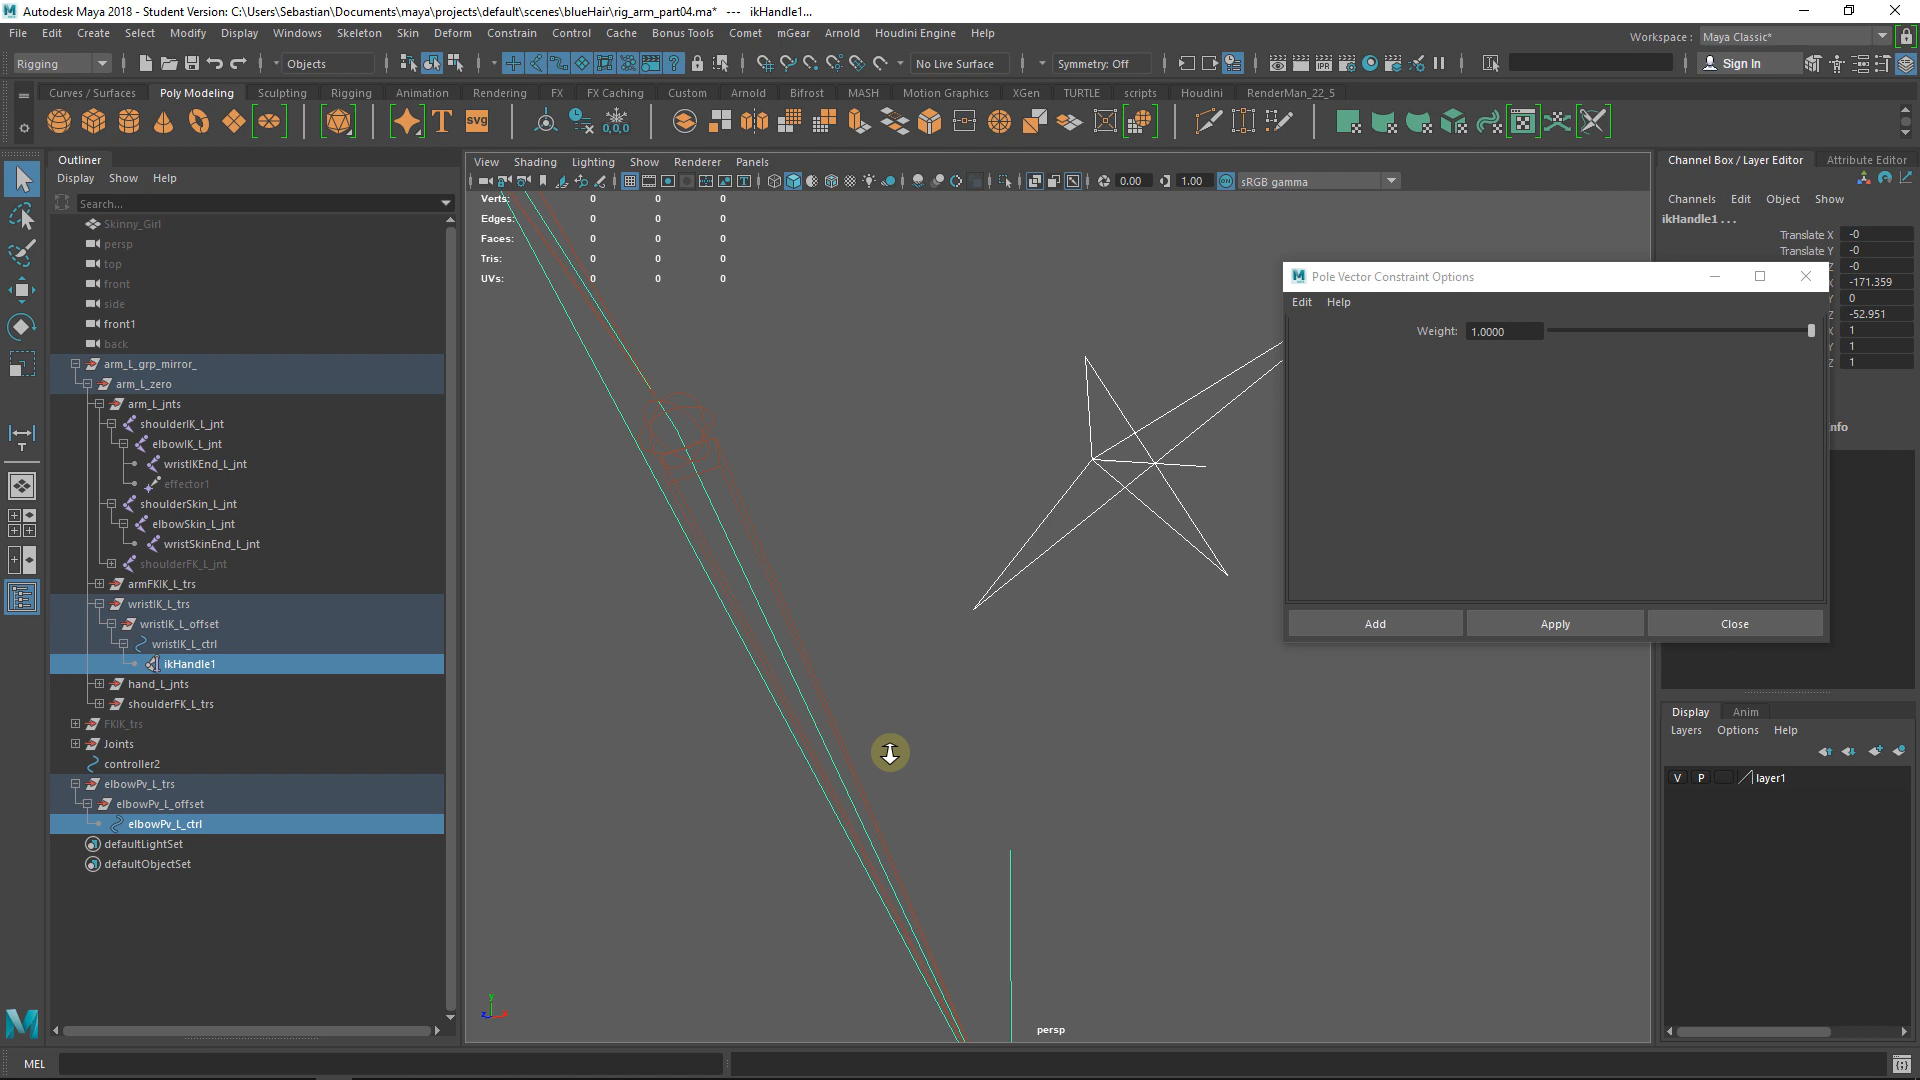 Autodesk Maya 2018 - Student Version: C:\Users\Sebastian\Documents\maya\projects\default\scenes\blueHair\rig_arm_part04.ma* --- ikHandle1...
File Edit Create Select Modify Display Windows Skeleton Skin Deform Constrain Control Cache Bonus Tools Comet mGear Arnold Houdini Engine Help
Workspace : Maya Classic*
Rigging Objects No Live Surface Symmetry: Off Sign In
Curves / Surfaces Poly Modeling Sculpting Rigging Animation Rendering FX FX Caching Custom Arnold Bifrost MASH Motion Graphics XGen TURTLE scripts Houdini RenderMan_22_5
T svg 0,0,0
Outliner
Display Show Help
Search...
Skinny_Girl
persp
top
front
side
front1
back
arm_L_grp_mirror_
arm_L_zero
arm_L_jnts
shoulderIK_L_jnt
elbowIK_L_jnt
wristIKEnd_L_jnt
effector1
shoulderSkin_L_jnt
elbowSkin_L_jnt
wristSkinEnd_L_jnt
shoulderFK_L_jnt
armFKIK_L_trs
wristIK_L_trs
wristIK_L_offset
wristIK_L_ctrl
ikHandle1
hand_L_jnts
shoulderFK_L_trs
FKIK_trs
Joints
controller2
elbowPv_L_trs
elbowPv_L_offset
elbowPv_L_ctrl
defaultLightSet
defaultObjectSet
View Shading Lighting Show Renderer Panels
0.00 1.00 ON sRGB gamma
Verts: 0 0 0
Edges: 0 0 0
Faces: 0 0 0
Tris: 0 0 0
UVs: 0 0 0
y
z
persp
Pole Vector Constraint Options
Edit Help
Weight: 1.0000
Add Apply Close
Channel Box / Layer Editor Attribute Editor
Channels Edit Object Show
ikHandle1 . . .
Translate X -0
Translate Y -0
Z -0
X -171.359
Y 0
Z -52.951
X 1
Y 1
Z 1
nfo
Display Anim
Layers Options Help
V P layer1
MEL